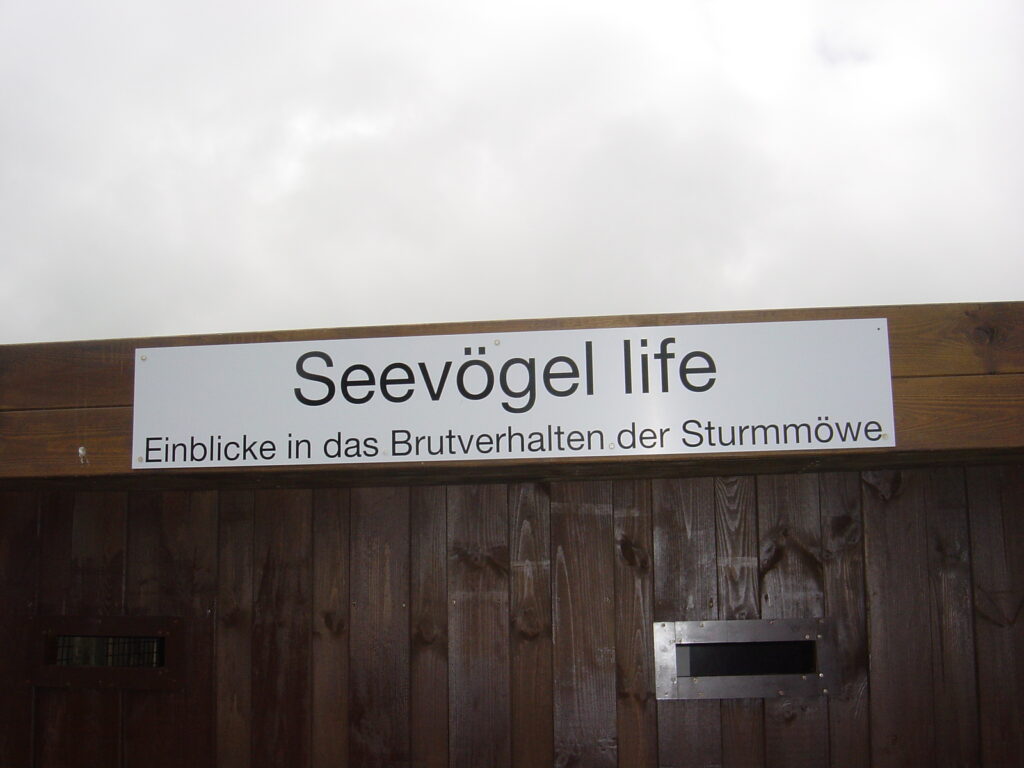 Seevögel life
Einblicke in das Brutverhalten der Sturmmöwe